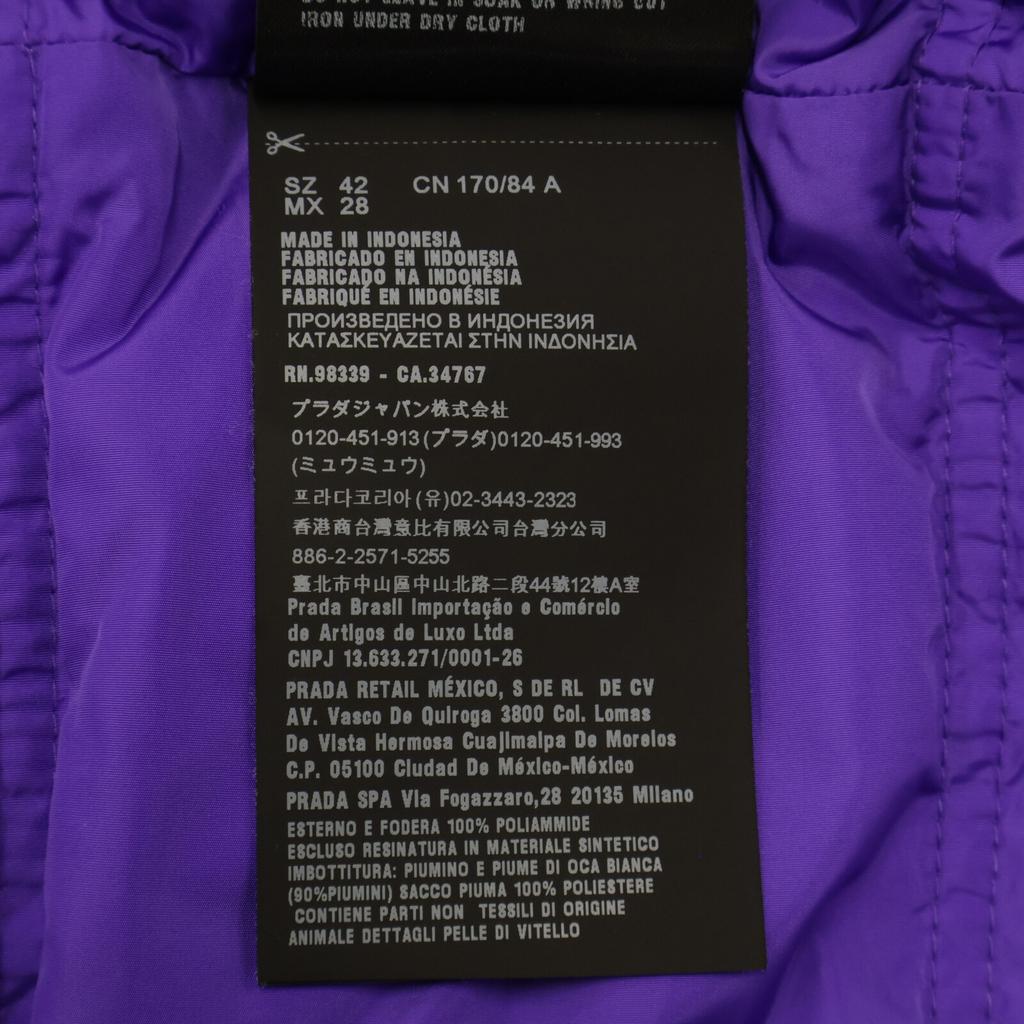 IRON UNDER DRY CLOTH
SZ 42 CN 170/84 A
MX 28
MADE IN INDONESIA
FABRICADO EN INDONESIA
FABRICADO NA INDONÉSIA
FABRIQUÉ EN INDONÉSIE
ПРОИЗВЕДЕНО В ИНДОНЕЗИЯ
ΚΑΤΑΣΚΕΥΑΖΕΤΑΙ ΣΤΗΝ ΙΝΔΟΝΗΣΙΑ
RN.98339 - CA.34767
プラダジャパン株式会社
0120-451-913(プラダ)0120-451-993
(ミュウミュウ)
프라다코리아(유)02-3443-2323
香港商台灣意比有限公司台灣分公司
886-2-2571-5255
臺北市中山區中山北路二段44號12樓A室
Prada Brasil Importação e Comércio
de Artigos de Luxo Ltda
CNPJ 13.633.271/0001-26
PRADA RETAIL MÉXICO, S DE RL DE CV
AV. Vasco De Quiroga 3800 Col. Lomas
De Vista Hermosa Cuajimalpa De Morelos
C.P. 05100 Ciudad De México-México
PRADA SPA Via Fogazzaro,28 20135 Milano
ESTERNO E FODERA 100% POLIAMMIDE
ESCLUSO RESINATURA IN MATERIALE SINTETICO
IMBOTTITURA: PIUMINO E PIUME DI OCA BIANCA
(90%PIUMINI) SACCO PIUMA 100% POLIESTERE
CONTIENE PARTI NON TESSILI DI ORIGINE
ANIMALE DETTAGLI PELLE DI VITELLO